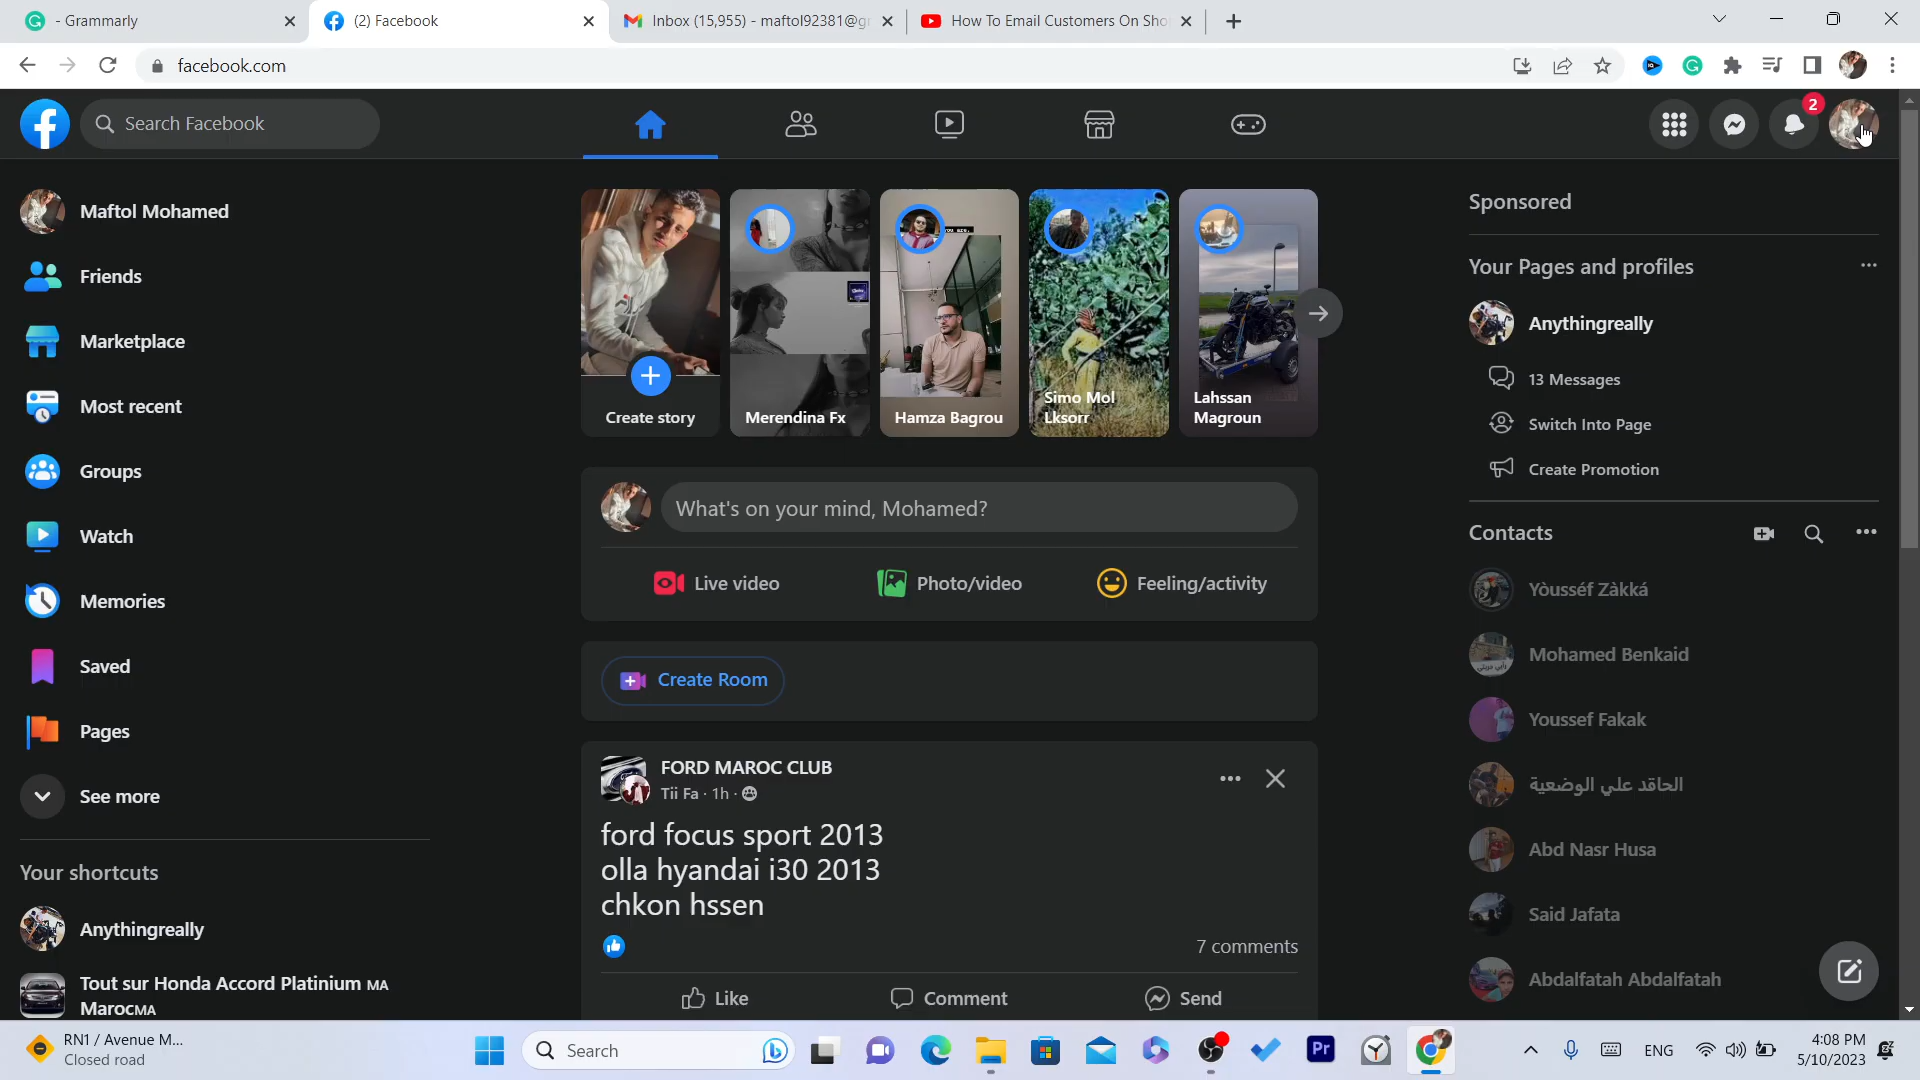 - Grammarly
(2) Facebook
Inbox (15,955) - maftol92381@g
How To Email Customers On Sho
facebook.com
Search Facebook
2
Maftol Mohamed
Friends
Marketplace
Most recent
Groups
Watch
Memories
Saved
Pages
See more
Your shortcuts
Anythingreally
Tout sur Honda Accord Platinium MA
MarocMA
Create story
Merendina Fx
Hamza Bagrou
Simo Mol
Lksorr
Lahssan
Magroun
What's on your mind, Mohamed?
Live video
Photo/video
Feeling/activity
Create Room
FORD MAROC CLUB
Tii Fa · 1h ·
ford focus sport 2013
olla hyandai i30 2013
chkon hssen
7 comments
Like
Comment
Send
Sponsored
Your Pages and profiles
Anythingreally
13 Messages
Switch Into Page
Create Promotion
Contacts
Yòusséf Zàkká
Mohamed Benkaid
Youssef Fakak
الحاقد علي الوضعية
Abd Nasr Husa
Said Jafata
Abdalfatah Abdalfatah
RN1 / Avenue M...
Closed road
Search
Pr
ENG
4:08 PM
5/10/2023